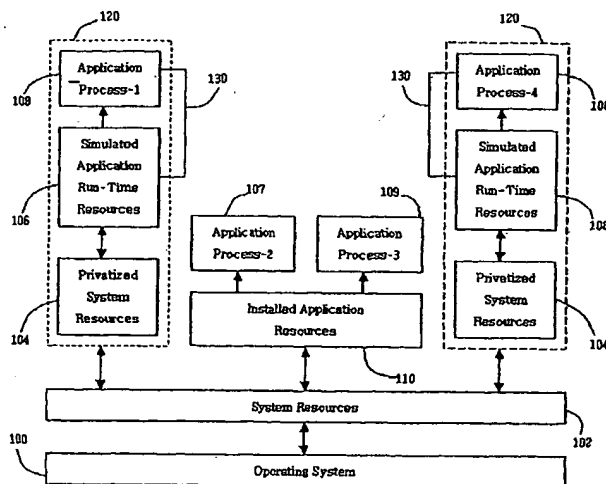 120
Application
Process-1
108
130
Simulated
Application
Run-Time
Resources
106
Privatized
System
Resources
104
107
Application
Process-2
109
Application
Process-3
Installed Application
Resources
110
120
130
Application
Process-4
108
Simulated
Application
Run-Time
Resources
108
Privatized
System
Resources
104
System Resources
102
100
Operating System